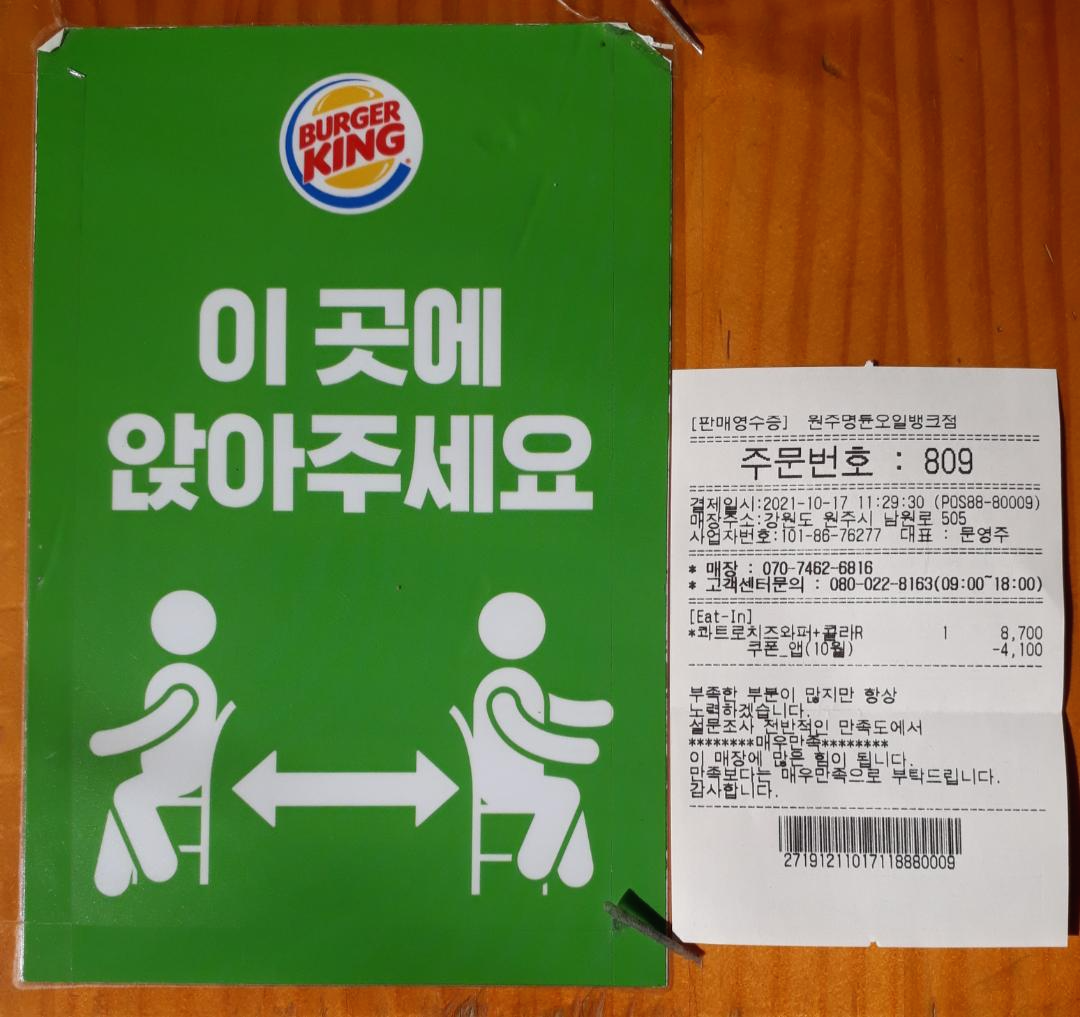 BURGER
KING
이 곳에
앉아주세요
[판매영수증] 원주명륜오일뱅크점
주문번호 : 809
결제일시:2021-10-17 11:29:30 (POS88-80009)
매장주소:강원도 원주시 남원로 505
사업자번호:101-86-76277 대표 : 문영주
* 매장 : 070-7462-6816
* 고객센터문의 : 080-022-8163(09:00~18:00)
[Eat-In]
*콰트로치즈와퍼+콜라R 1 8,700
쿠폰_앱(10월) -4,100
부족한 부분이 많지만 항상
노력하겠습니다.
설문조사 전반적인 만족도에서
********매우만족********
이 매장에 많은 힘이 됩니다.
만족보다는 매우만족으로 부탁드립니다.
감사합니다.
27191211017118880009